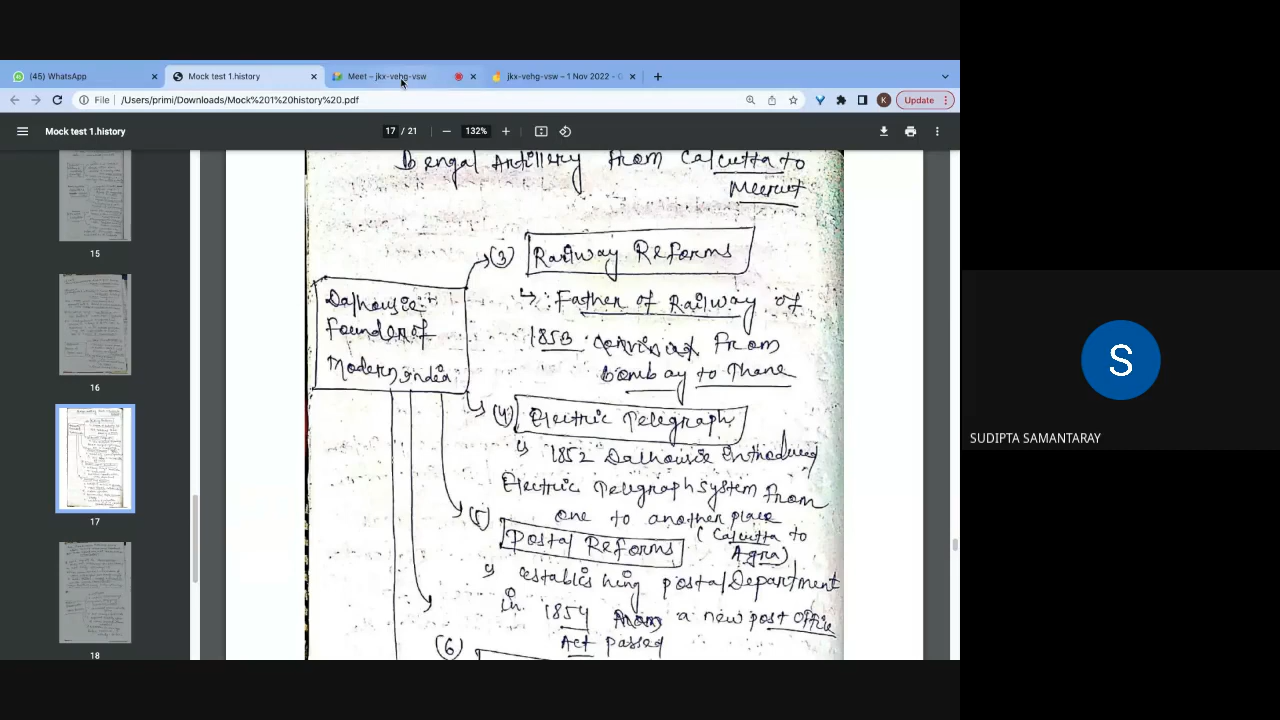 (45) WhatsApp
Mock test 1.history
Meet – jkx-vehg-vsw
jkx-vehg-vsw – 1 Nov 2022 - G
File | /Users/primi/Downloads/Mock%201%20history%20.pdf
K
Update
Mock test 1.history
17 / 21
132%
15
16
17
18
Bengal Artillery from Calcutta to
Meerut
(3) Railway Reforms
↳ Father of Railway of
1853 from
bombay to Thane
Dalhousie:-
Founder of
Modern india
(4) Electric Telegraph
↳ 1852 Dalhousie introducing
Electric Telegraph system from
one to another place
(Calcutta to
Agra)
(5)
Postal Reforms
↳ establishing postal Department
in 1854 a new post office
Act passed
(6)
S
SUDIPTA SAMANTARAY